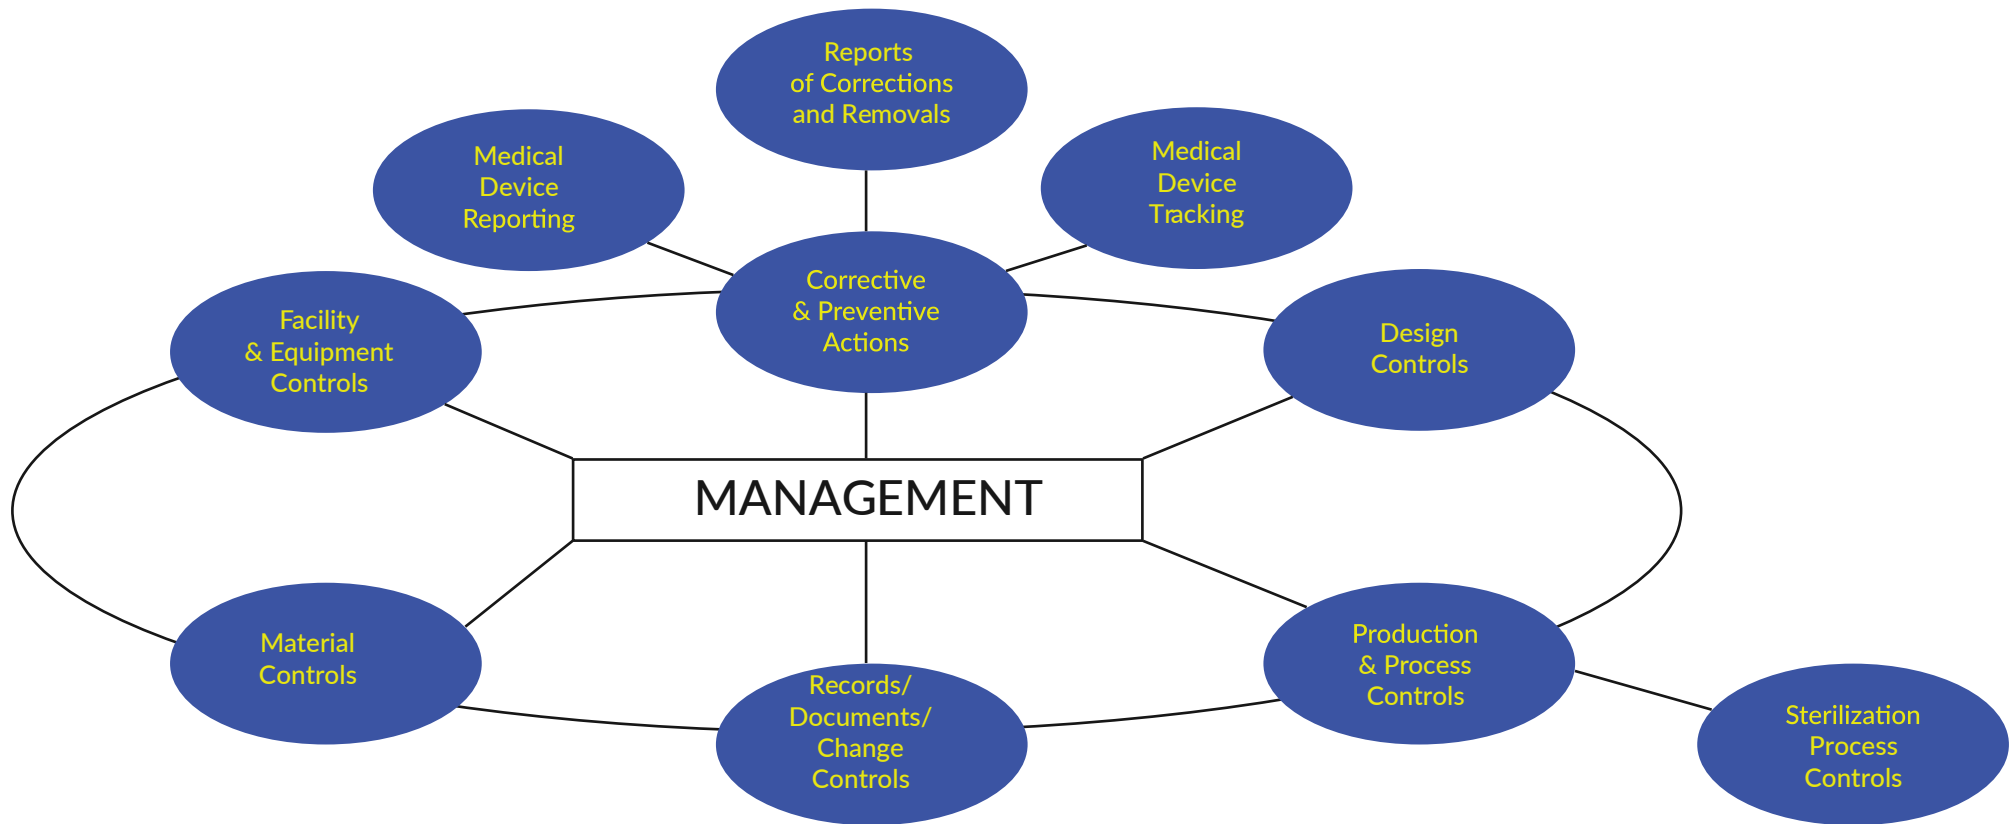 Reports
of Corrections
and Removals
Medical
Device
Reporting
Medical
Device
Tracking
Corrective
& Preventive
Actions
Facility
& Equipment
Controls
Design
Controls
MANAGEMENT
Material
Controls
Records/
Documents/
Change
Controls
Production
& Process
Controls
Sterilization
Process
Controls